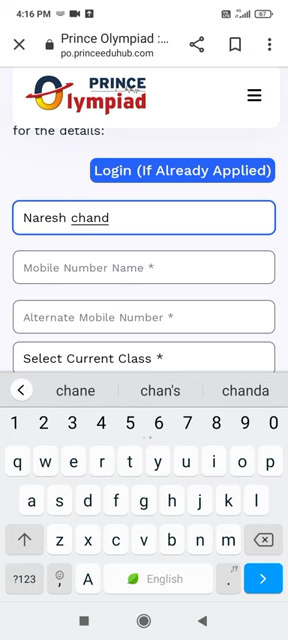 4:16 PM
67
Prince Olympiad :...
po.princeeduhub.com
PRINCE
Olympiad
for the details:
Login (If Already Applied)
Naresh chand
Mobile Number Name *
Alternate Mobile Number *
Select Current Class *
chane chan's chanda
1 2 3 4 5 6 7 8 9 0
q w e r t y u i o p
a s d f g h j k l
z x c v b n m
?123 , A English . ,!?